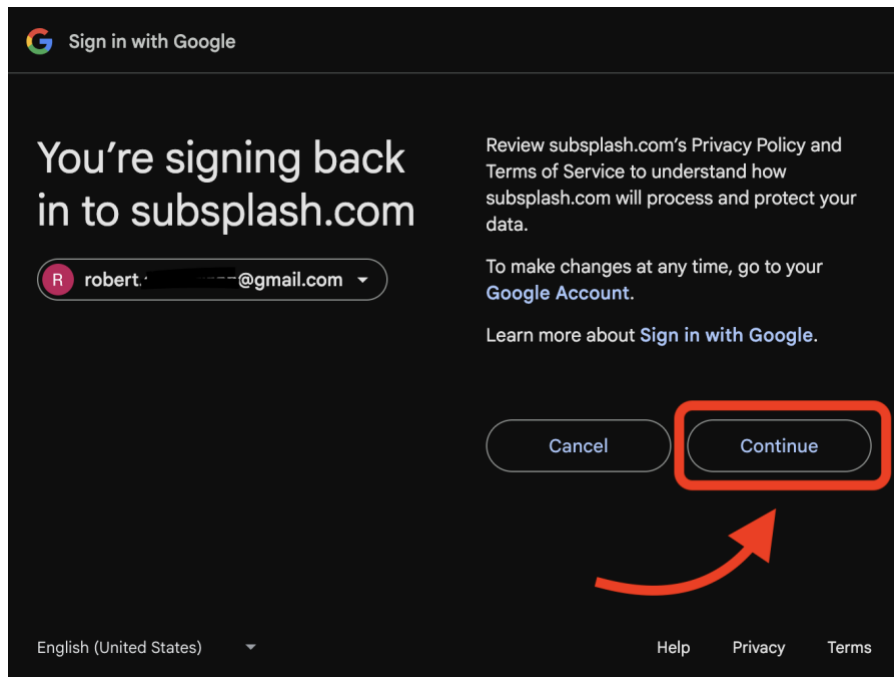 Sign in with Google
You're signing back
in to subsplash.com
R robert. @gmail.com
Review subsplash.com's Privacy Policy and
Terms of Service to understand how
subsplash.com will process and protect your
data.
To make changes at any time, go to your
Google Account.
Learn more about Sign in with Google.
Cancel
Continue
English (United States)
Help Privacy Terms